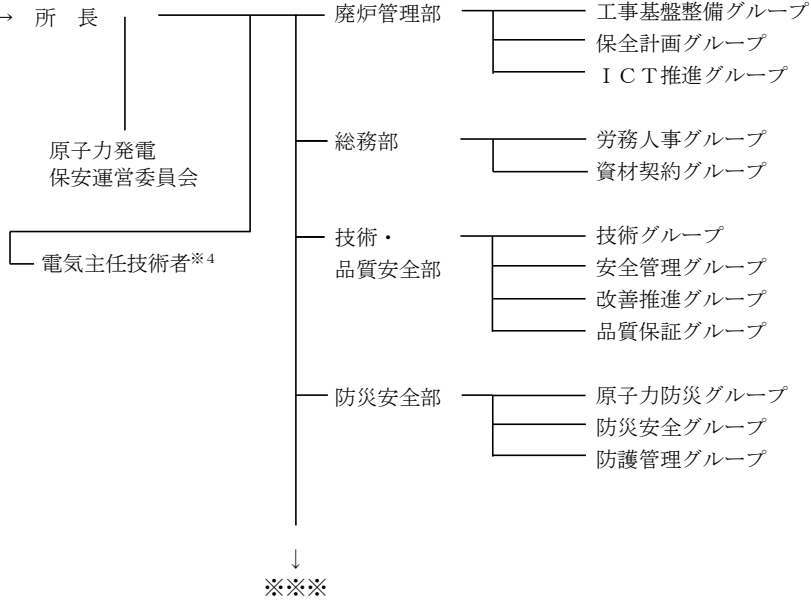 → 所 長
廃炉管理部
工事基盤整備グループ
保全計画グループ
ＩＣＴ推進グループ
原子力発電
保安運営委員会
総務部
労務人事グループ
資材契約グループ
電気主任技術者※4
技術・
品質安全部
技術グループ
安全管理グループ
改善推進グループ
品質保証グループ
防災安全部
原子力防災グループ
防災安全グループ
防護管理グループ
↓
※※※